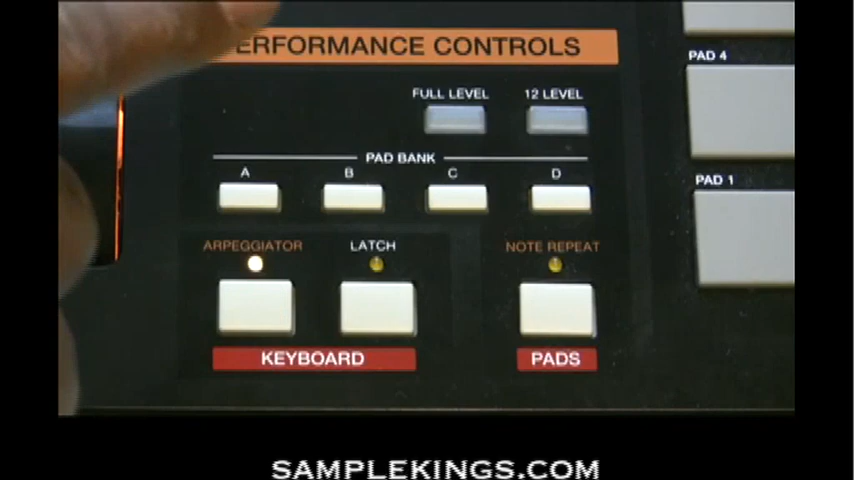 ERFORMANCE CONTROLS
FULL LEVEL 12 LEVEL
PAD 4
PAD BANK
A B C D
PAD 1
ARPEGGIATOR LATCH NOTE REPEAT
KEYBOARD PADS
SAMPLEKINGS.COM